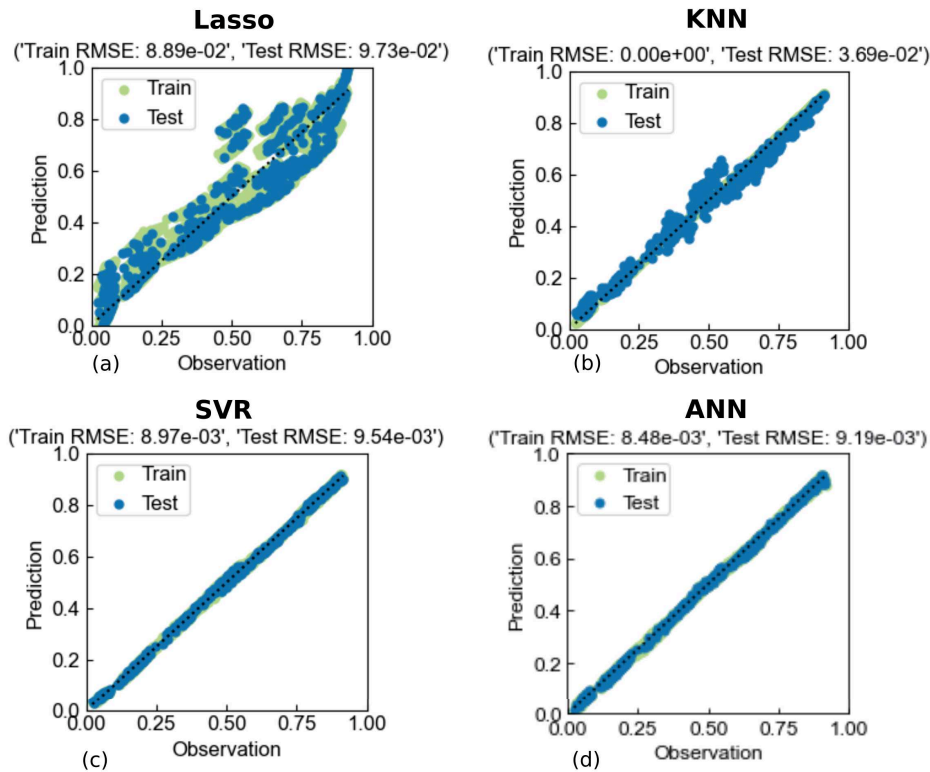 Lasso
('Train RMSE: 8.89e-02', 'Test RMSE: 9.73e-02')
1.0
0.8
0.6
0.4
0.2
0.0
Prediction
Train
Test
0.00 0.25 0.50 0.75 1.00
Observation
(a)
KNN
('Train RMSE: 0.00e+00', 'Test RMSE: 3.69e-02')
1.0
0.8
0.6
0.4
0.2
0.0
Prediction
Train
Test
0.00 0.25 0.50 0.75 1.00
Observation
(b)
SVR
('Train RMSE: 8.97e-03', 'Test RMSE: 9.54e-03')
1.0
0.8
0.6
0.4
0.2
0.0
Prediction
Train
Test
0.00 0.25 0.50 0.75 1.00
Observation
(c)
ANN
('Train RMSE: 8.48e-03', 'Test RMSE: 9.19e-03')
1.0
0.8
0.6
0.4
0.2
0.0
Prediction
Train
Test
0.00 0.25 0.50 0.75 1.00
Observation
(d)